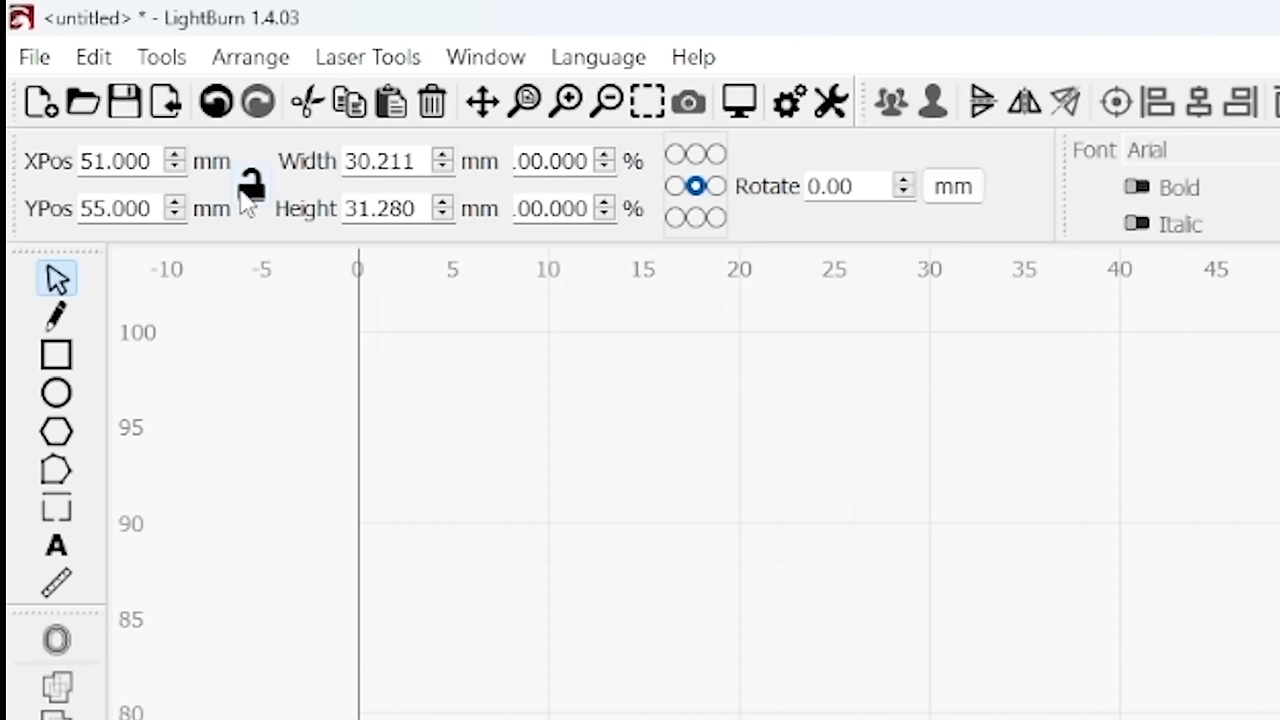 <untitled> * - LightBurn 1.4.03
File Edit Tools Arrange Laser Tools Window Language Help
XPos 51.000 mm Width 30.211 mm .00.000 % Rotate 0.00 mm Font Arial
YPos 55.000 mm Height 31.280 mm .00.000 % Bold
Italic
-10 -5 0 5 10 15 20 25 30 35 40 45
100
95
90
85
80
A